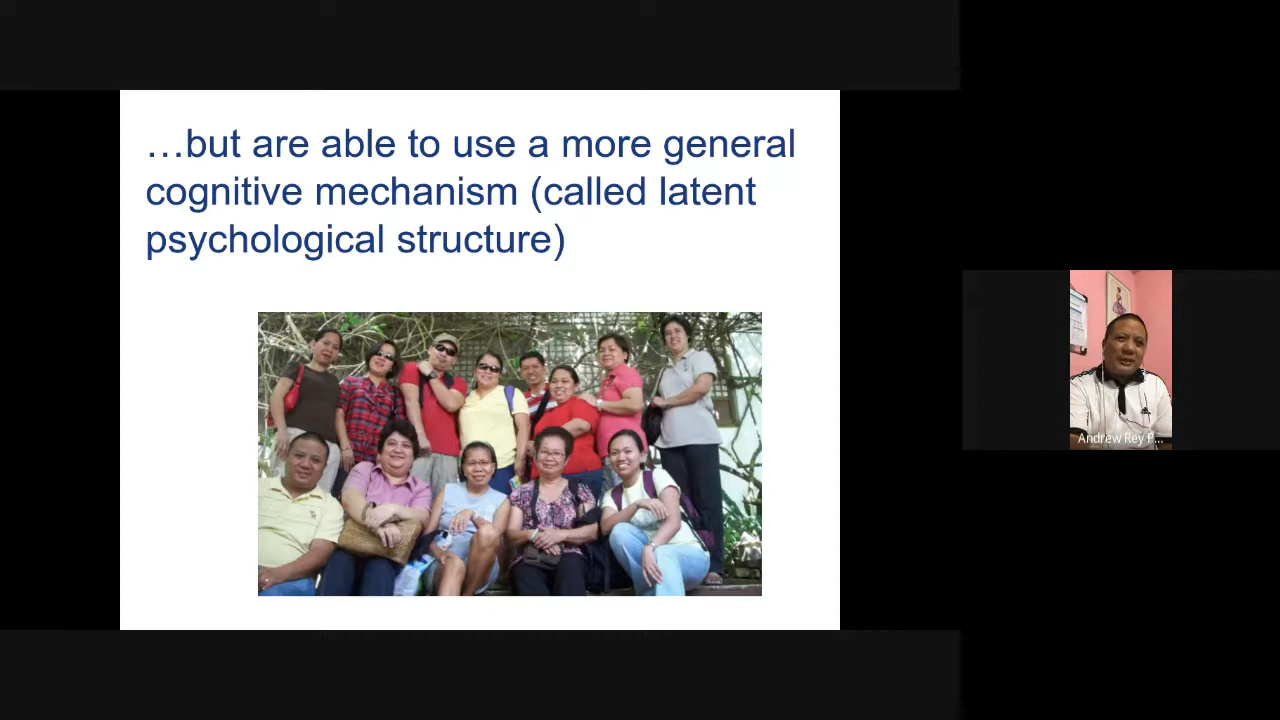 …but are able to use a more general
cognitive mechanism (called latent
psychological structure)
Andrew Rey P...